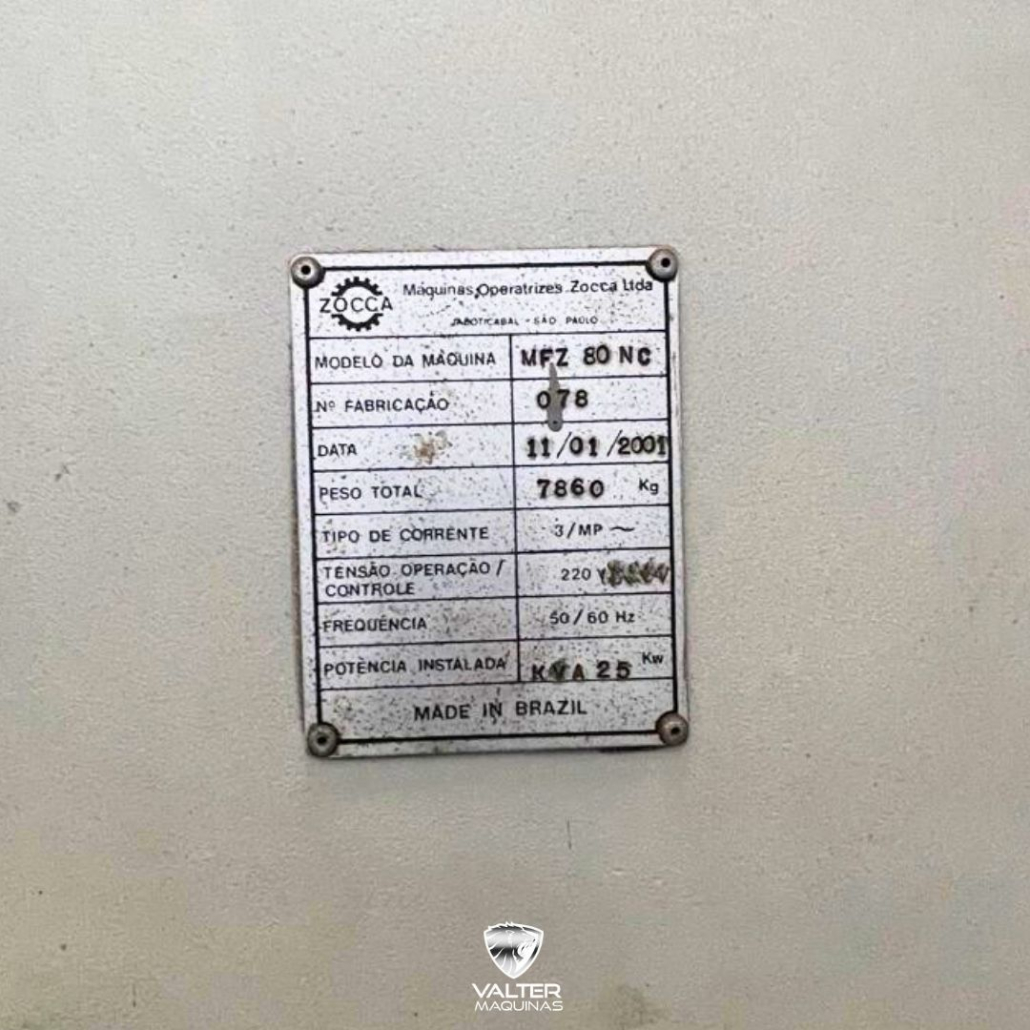 ZOCCA
Máquinas Operatrizes Zocca Ltda
JABOTICABAL - SÃO PAULO
MODELO DA MÁQUINA MFZ 80 NC
Nº FABRICAÇÃO 078
DATA 11/01/2001
PESO TOTAL 7860 Kg
TIPO DE CORRENTE 3/MP ~
TENSÃO OPERAÇÃO/ 220
CONTROLE
FREQUÊNCIA 50/60 Hz
POTÊNCIA INSTALADA KVA 25 Kw
MADE IN BRAZIL
VALTER
MAQUINAS